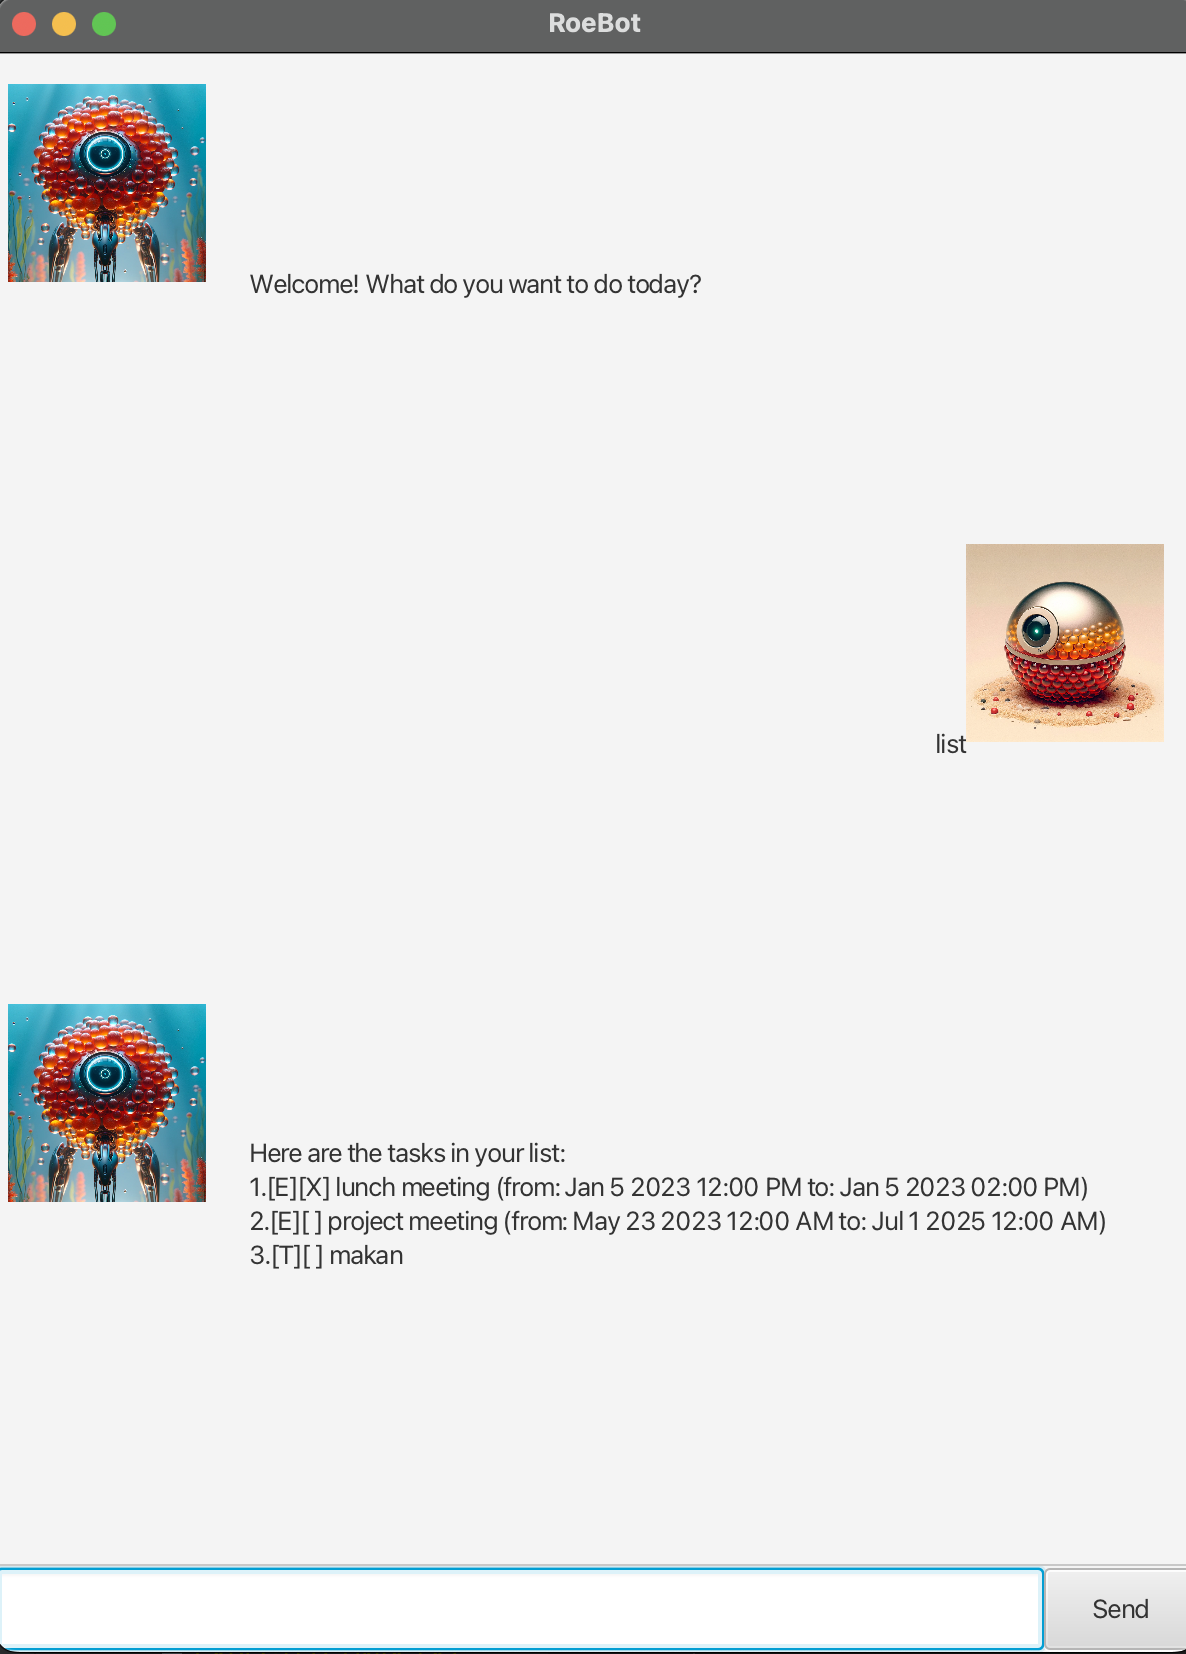 RoeBot
Welcome! What do you want to do today?
list
Here are the tasks in your list:
1.[E][X] lunch meeting (from: Jan 5 2023 12:00 PM to: Jan 5 2023 02:00 PM)
2.[E][ ] project meeting (from: May 23 2023 12:00 AM to: Jul 1 2025 12:00 AM)
3.[T][ ] makan
Send